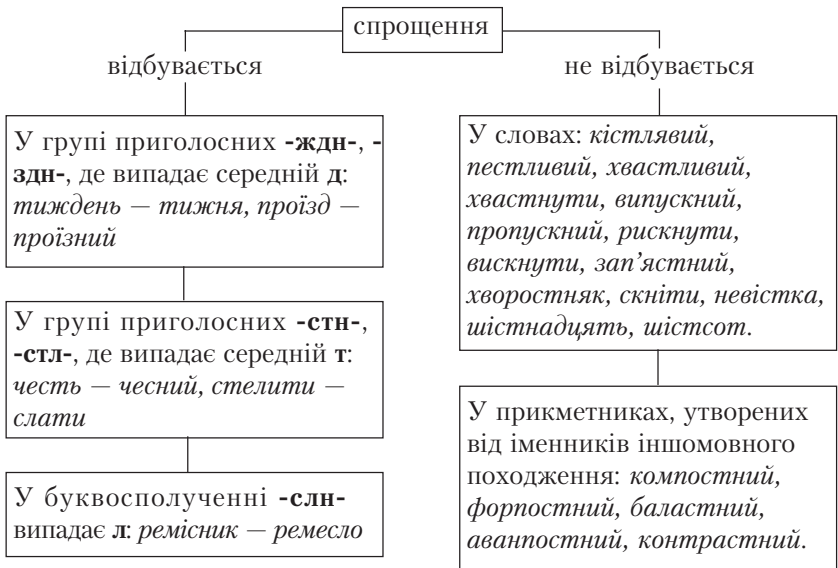 спрощення
відбувається
не відбувається
У групі приголосних -ждн-, -
здн-, де випадає середній д:
тиждень — тижня, проїзд —
проїзний
У групі приголосних -стн-,
-стл-, де випадає середній т:
честь — чесний, стелити —
слати
У буквосполученні -слн-
випадає л: ремісник — ремесло
У словах: кістлявий,
пестливий, хвастливий,
хвастнути, випускний,
пропускний, рискнути,
вискнути, зап’ястний,
хворостняк, скніти, невістка,
шістнадцять, шістсот.
У прикметниках, утворених
від іменників іншомовного
походження: компостний,
форпостний, баластний,
аванпостний, контрастний.